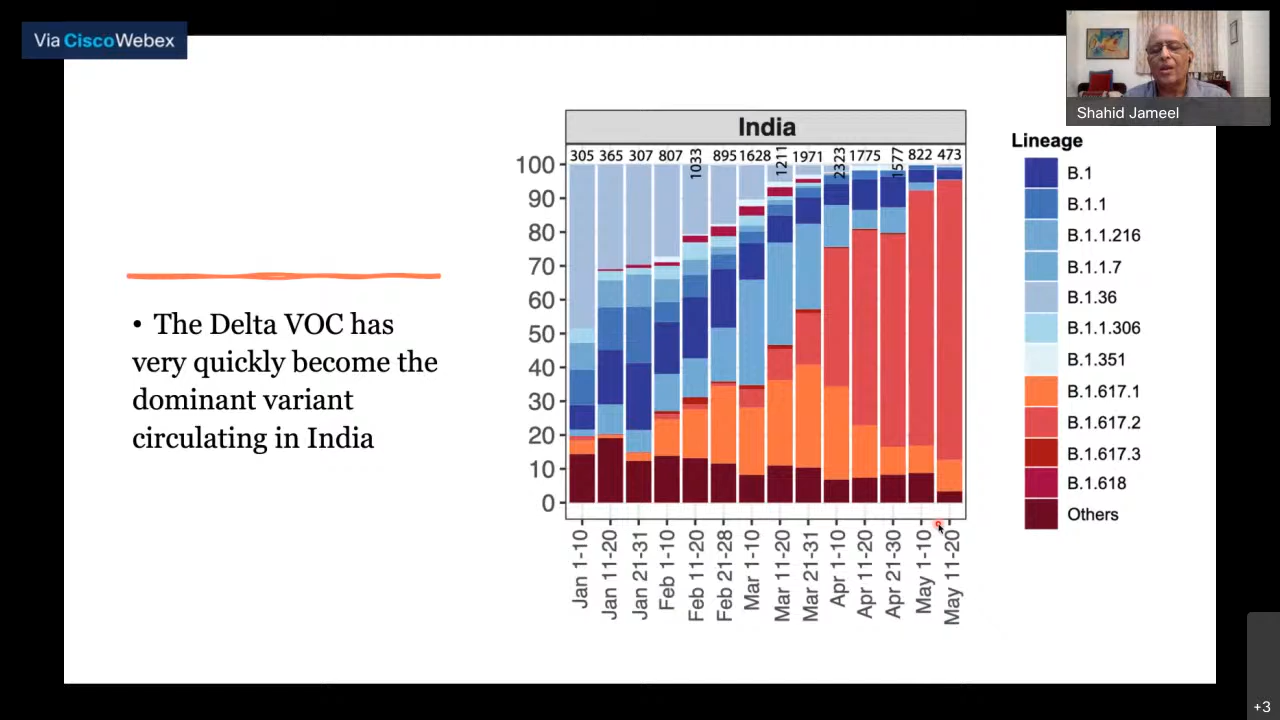 Via Cisco Webex
Shahid Jameel
India
305 365 307 807 1033 895 1628 1211 1971 2323 1775 1577 822 473
100
90
80
70
60
50
40
30
20
10
0
Jan 1-10
Jan 11-20
Jan 21-31
Feb 1-10
Feb 11-20
Feb 21-28
Mar 1-10
Mar 11-20
Mar 21-31
Apr 1-10
Apr 11-20
Apr 21-30
May 1-10
May 11-20
Lineage
B.1
B.1.1
B.1.1.216
B.1.1.7
B.1.36
B.1.1.306
B.1.351
B.1.617.1
B.1.617.2
B.1.617.3
B.1.618
Others
• The Delta VOC has
very quickly become the
dominant variant
circulating in India
+3